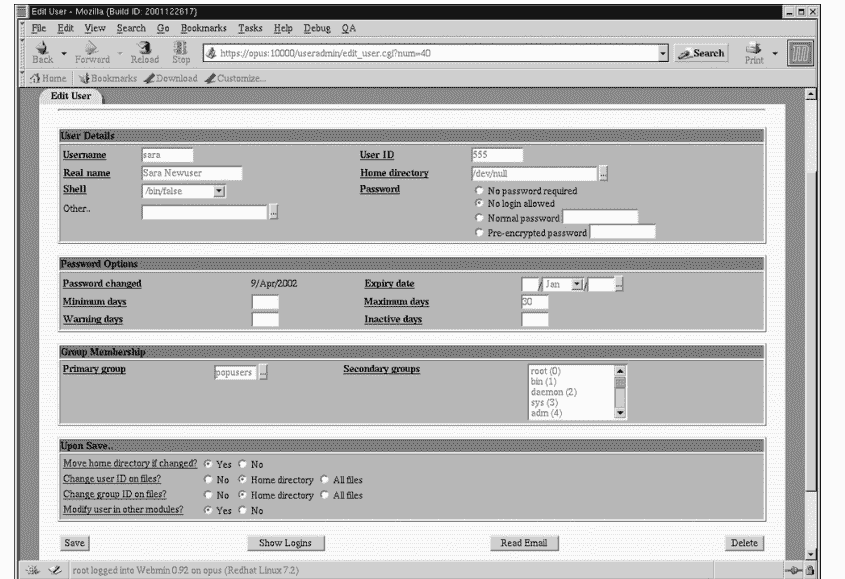 Edit User - Mozilla {Build ID: 2001122617}
File Edit View Search Go Bookmarks Tasks Help Debug QA
Back Forward Reload Stop https://opus:10000/useradmin/edit_user.cgi?num=40 Search Print
Home Bookmarks Download Customize...
Edit User
User Details
Username sara User ID 555
Real name Sara Newuser Home directory /dev/null ...
Shell /bin/false Password No password required
Other.. ... No login allowed
Normal password
Pre-encrypted password
Password Options
Password changed 9/Apr/2002 Expiry date / Jan / ...
Minimum days Maximum days 30
Warning days Inactive days
Group Membership
Primary group popusers ... Secondary groups root (0)
bin (1)
daemon (2)
sys (3)
adm (4)
Upon Save..
Move home directory if changed? Yes No
Change user ID on files? No Home directory All files
Change group ID on files? No Home directory All files
Modify user in other modules? Yes No
Save Show Logins Read Email Delete
root logged into Webmin 0.92 on opus (Redhat Linux 7.2)